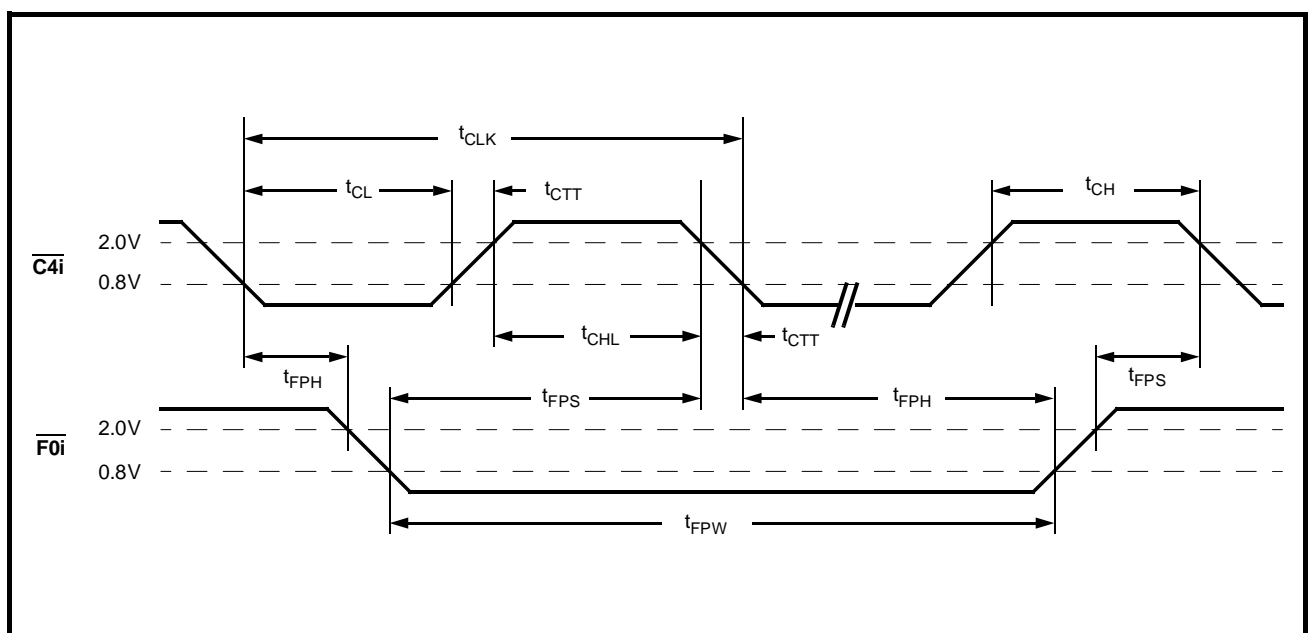 tCLK
tCL
tCTT
tCH
2.0V
C4i
0.8V
tCHL
tCTT
tFPH
tFPS
tFPS
tFPH
2.0V
F0i
0.8V
tFPW